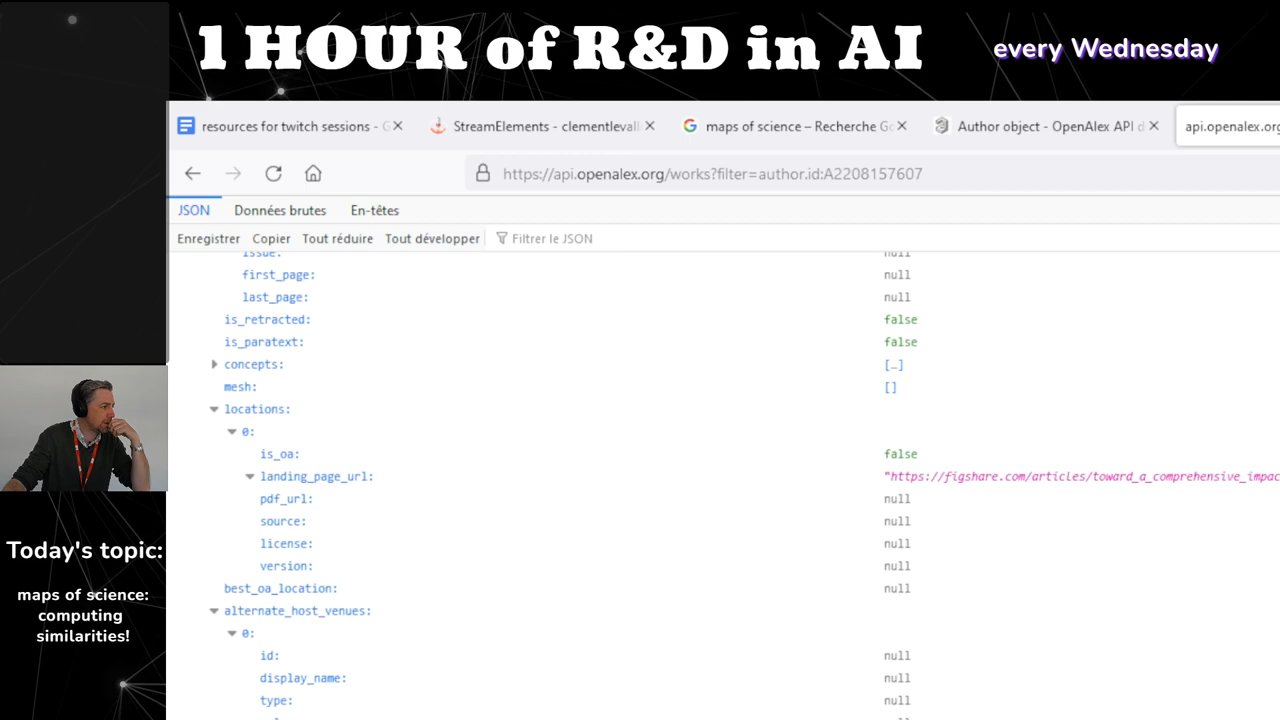 1 HOUR of R&D in AI
every Wednesday
resources for twitch sessions - G
StreamElements - clementlevall
maps of science – Recherche Go
Author object - OpenAlex API d
api.openalex.org
https://api.openalex.org/works?filter=author.id:A2208157607
JSON
Données brutes
En-têtes
Enregistrer
Copier
Tout réduire
Tout développer
Filtrer le JSON
issue: null
first_page: null
last_page: null
is_retracted: false
is_paratext: false
concepts: […]
mesh: []
locations:
0:
is_oa: false
landing_page_url: "https://figshare.com/articles/toward_a_comprehensive_impac
pdf_url: null
source: null
license: null
version: null
best_oa_location: null
alternate_host_venues:
0:
id: null
display_name: null
type: null
Today's topic:
maps of science:
computing
similarities!